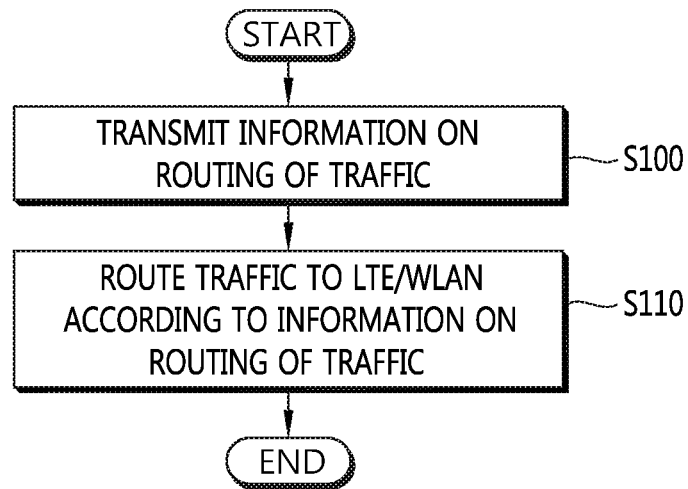 START
TRANSMIT INFORMATION ON
ROUTING OF TRAFFIC
S100
ROUTE TRAFFIC TO LTE/WLAN
ACCORDING TO INFORMATION ON
ROUTING OF TRAFFIC
S110
END